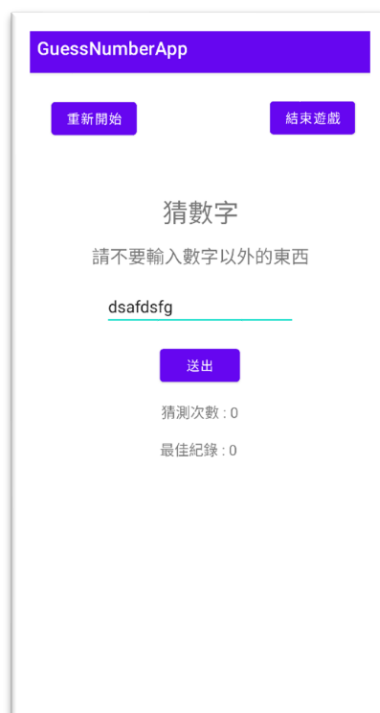 GuessNumberApp
重新開始 結束遊戲
猜數字
請不要輸入數字以外的東西
dsafdsfg
送出
猜測次數 : 0
最佳紀錄 : 0